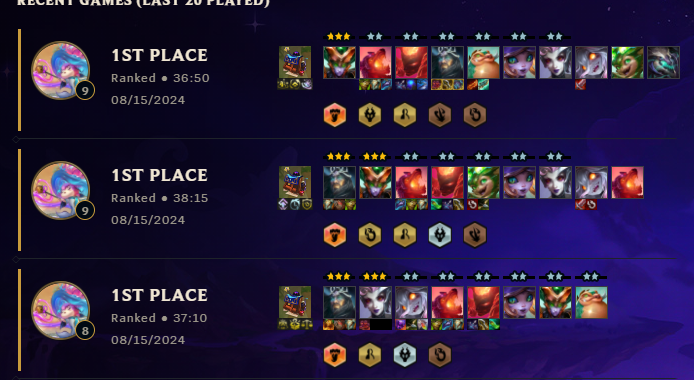 RECENT GAMES (LAST 20 PLAYED)
1ST PLACE
Ranked • 36:50
08/15/2024
9
1ST PLACE
Ranked • 38:15
08/15/2024
9
1ST PLACE
Ranked • 37:10
08/15/2024
8